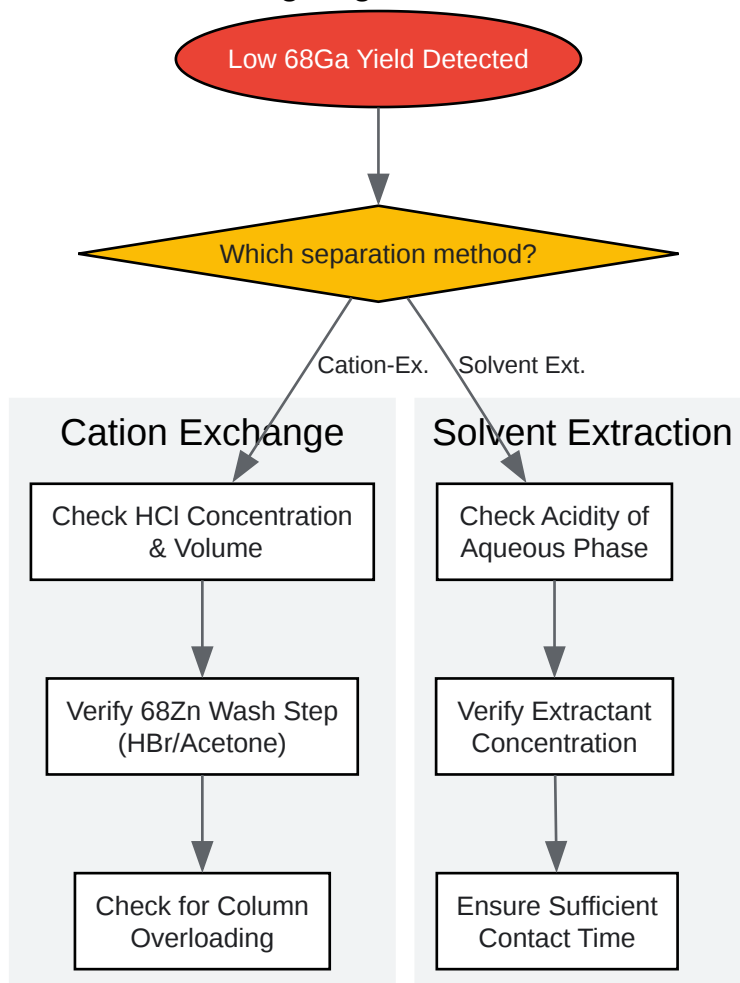 Low 68Ga Yield Detected
Which separation method?
Cation-Ex.
Solvent Ext.
Cation Exchange
Check HCl Concentration
& Volume
Verify 68Zn Wash Step
(HBr/Acetone)
Check for Column
Overloading
Solvent Extraction
Check Acidity of
Aqueous Phase
Verify Extractant
Concentration
Ensure Sufficient
Contact Time